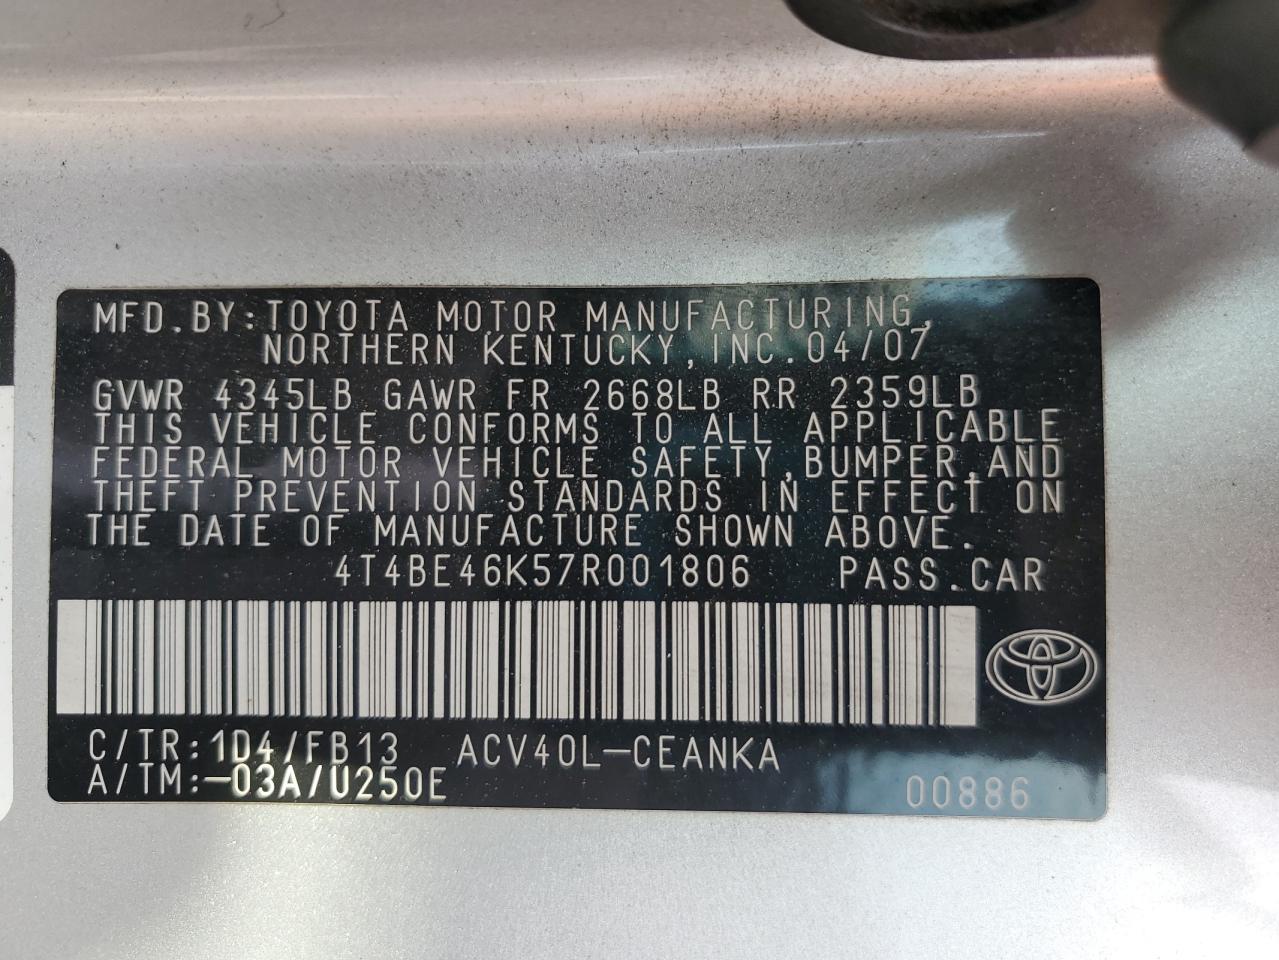 MFD.BY:TOYOTA MOTOR MANUFACTURING,
NORTHERN KENTUCKY,INC.04/07
GVWR 4345LB GAWR FR 2668LB RR 2359LB
THIS VEHICLE CONFORMS TO ALL APPLICABLE
FEDERAL MOTOR VEHICLE SAFETY,BUMPER,AND
THEFT PREVENTION STANDARDS IN EFFECT ON
THE DATE OF MANUFACTURE SHOWN ABOVE.
4T4BE46K57R001806 PASS.CAR
C/TR:1D4/FB13 ACV40L-CEANKA
A/TM:-03A/U250E 00886